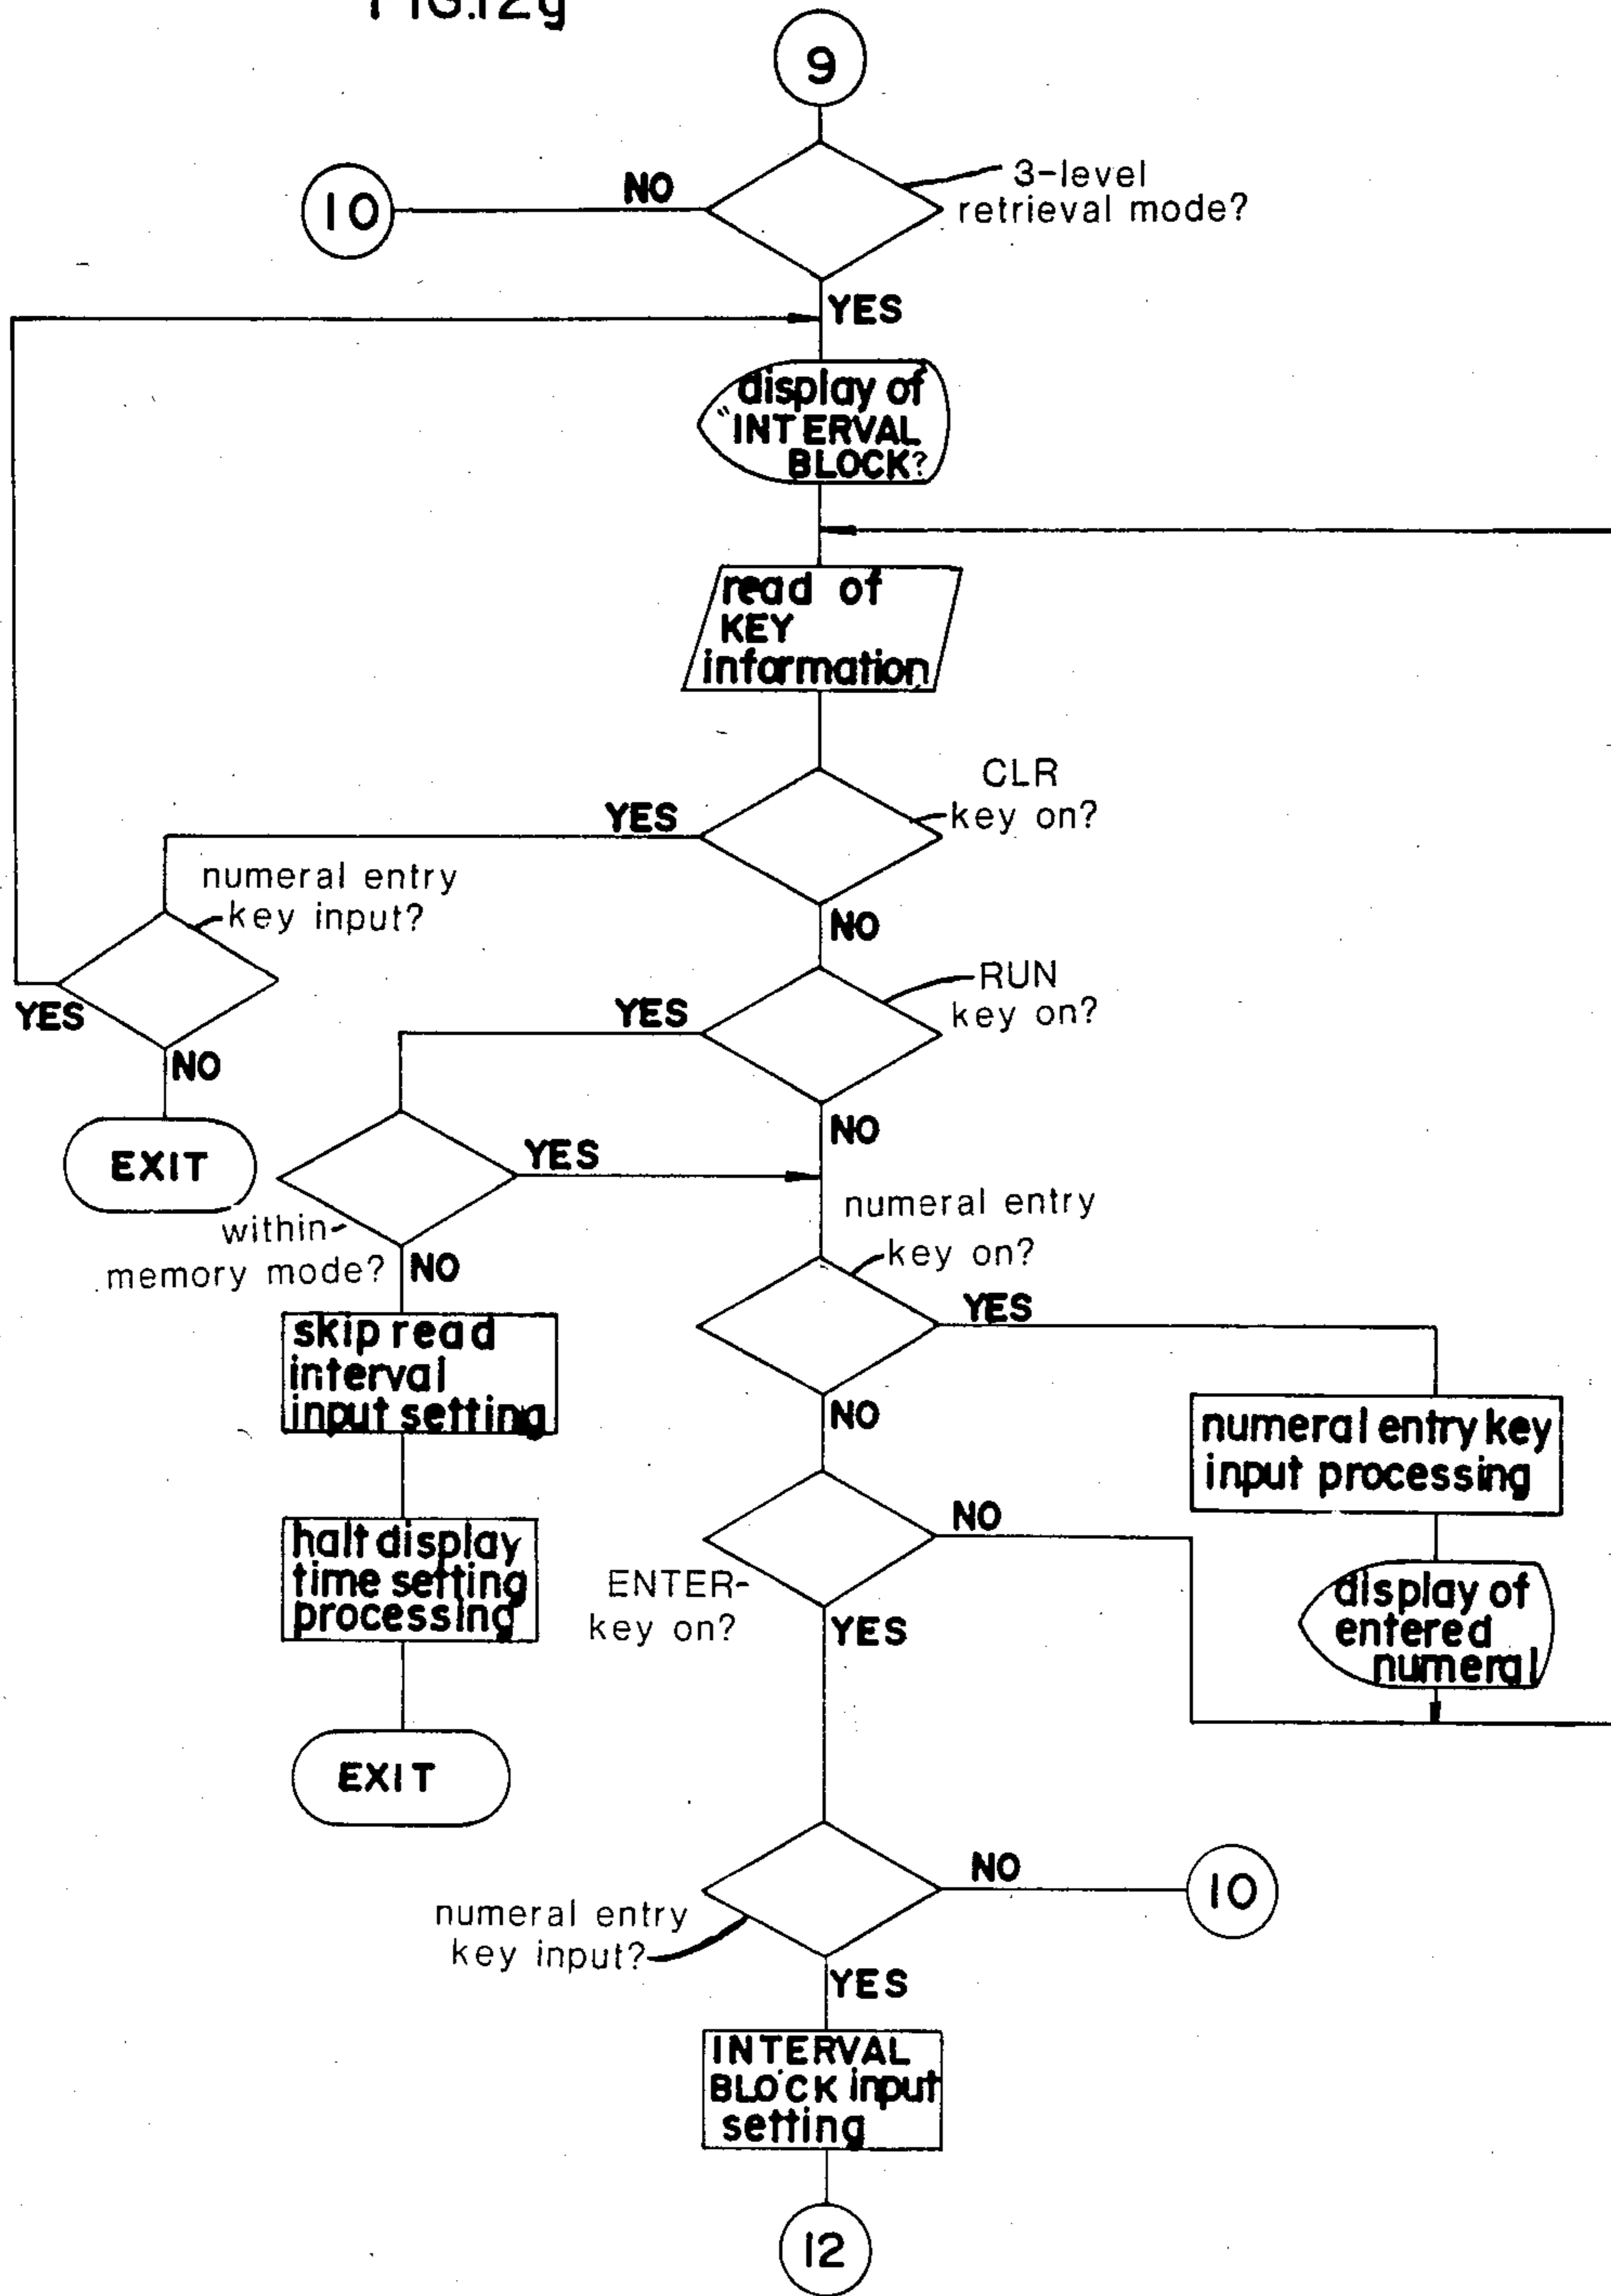 FIG.12g
9
3-level
NO
10
retrieval mode?
YES
display of
"INTERVAL
BLOCK?
read of
KEY
information
CLR
YES
key on?
numeral entry
key input?
NO
RUN
YES
YES
key on?
NO
NO
EXIT
YES
numeral entry
within
key on?
memory mode?
NO
YES
skip read
interval
input setting
NO
numeral entry key
input processing
NO
halt display
time setting
processing
display of
entered
numeral
ENTER
key on?
YES
EXIT
NO
10
numeral entry
key input?
YES
INTERVAL
BLOCK input
setting
12